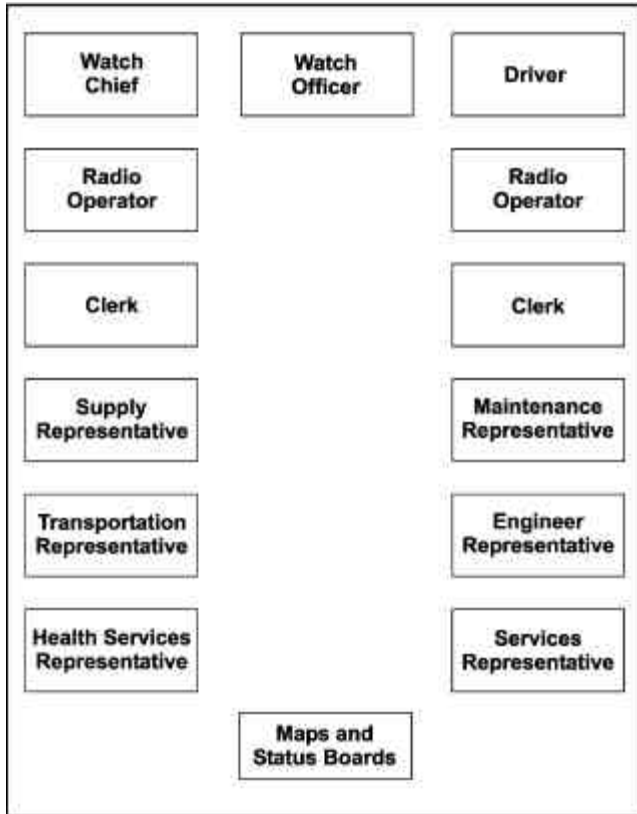 Watch
Chief
Watch
Officer
Driver
Radio
Operator
Radio
Operator
Clerk
Clerk
Supply
Representative
Maintenance
Representative
Transportation
Representative
Engineer
Representative
Health Services
Representative
Services
Representative
Maps and
Status Boards